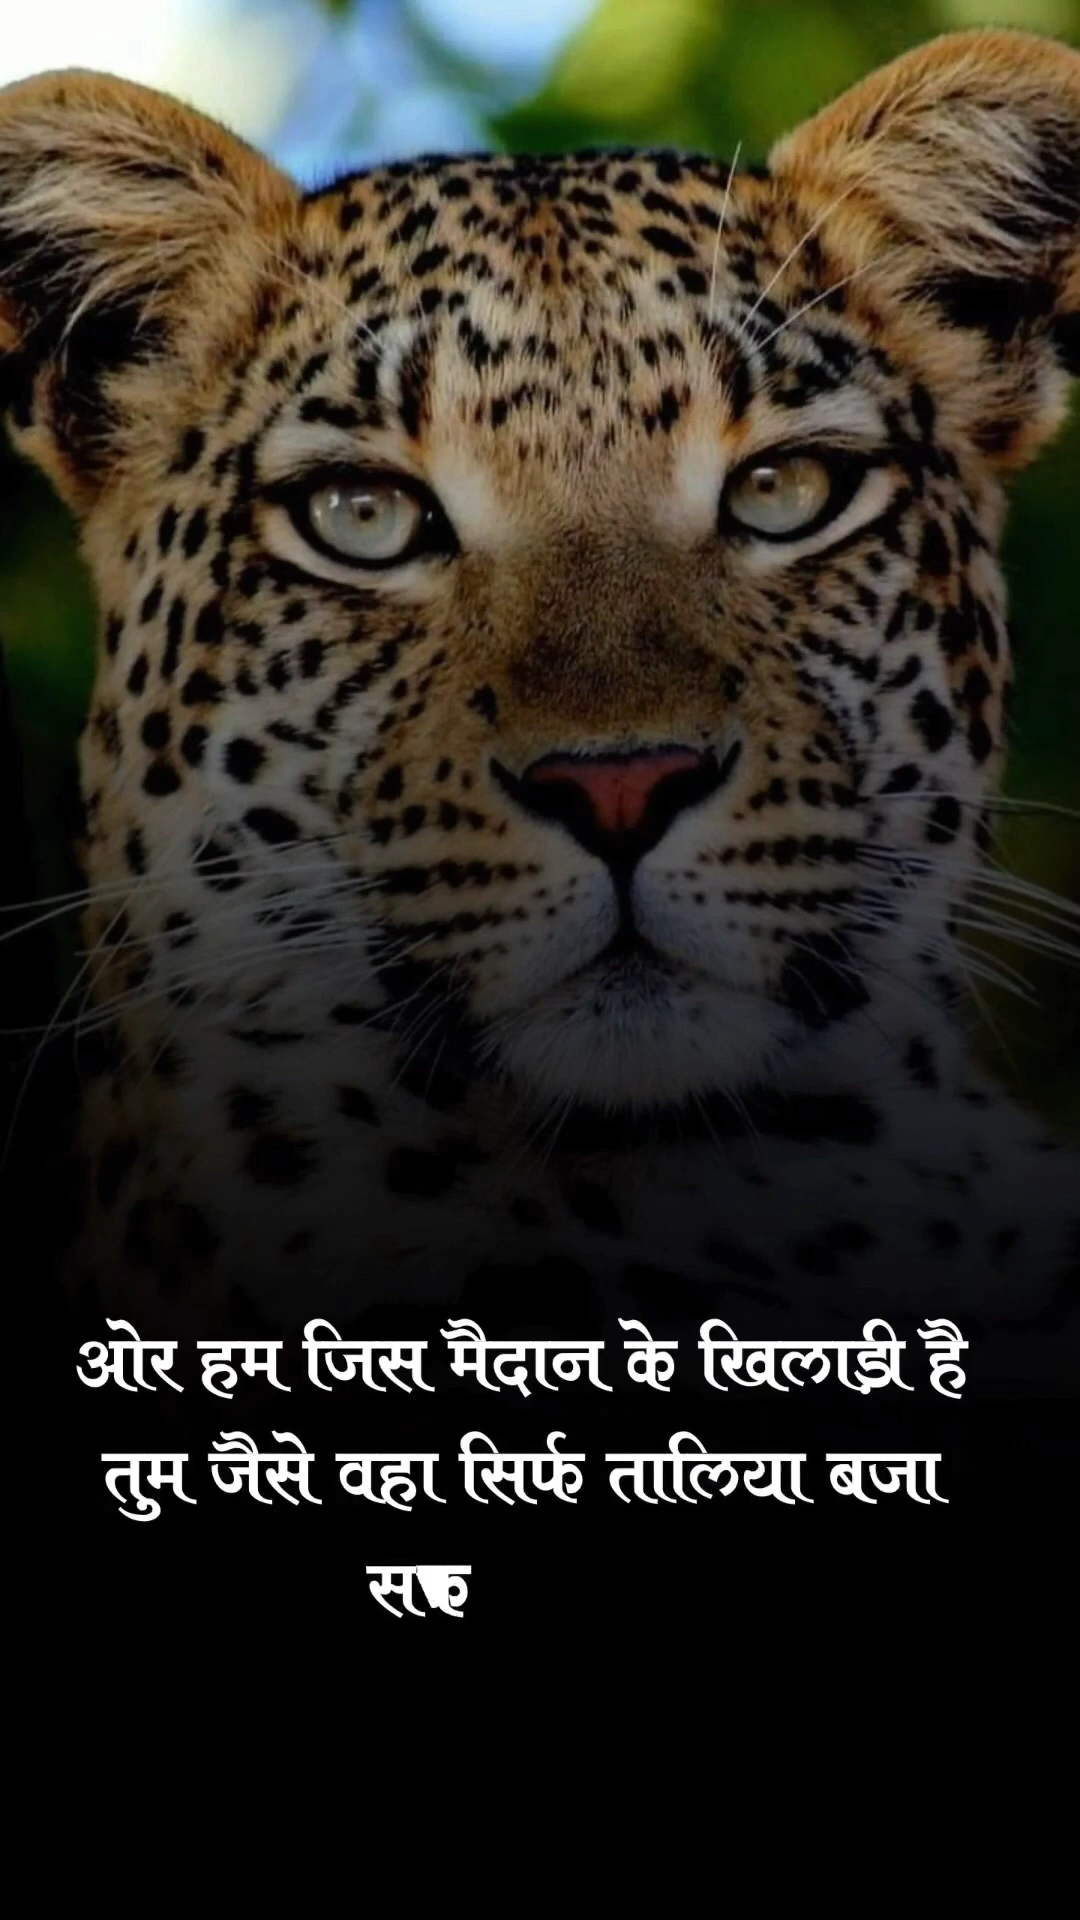 ओर हम जिस मैदान के खिलाड़ी है
तुम जैसे वहा सिर्फ तालिया बजा